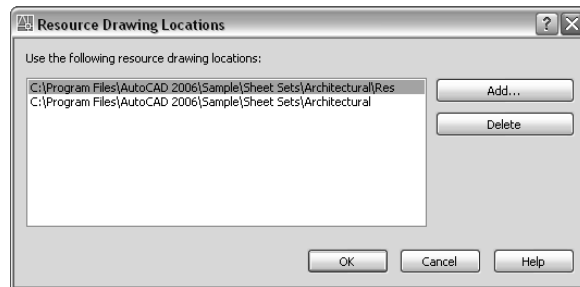 Resource Drawing Locations
Use the following resource drawing locations:
C:\Program Files\AutoCAD 2006\Sample\Sheet Sets\Architectural\Res
C:\Program Files\AutoCAD 2006\Sample\Sheet Sets\Architectural
Add...
Delete
OK
Cancel
Help